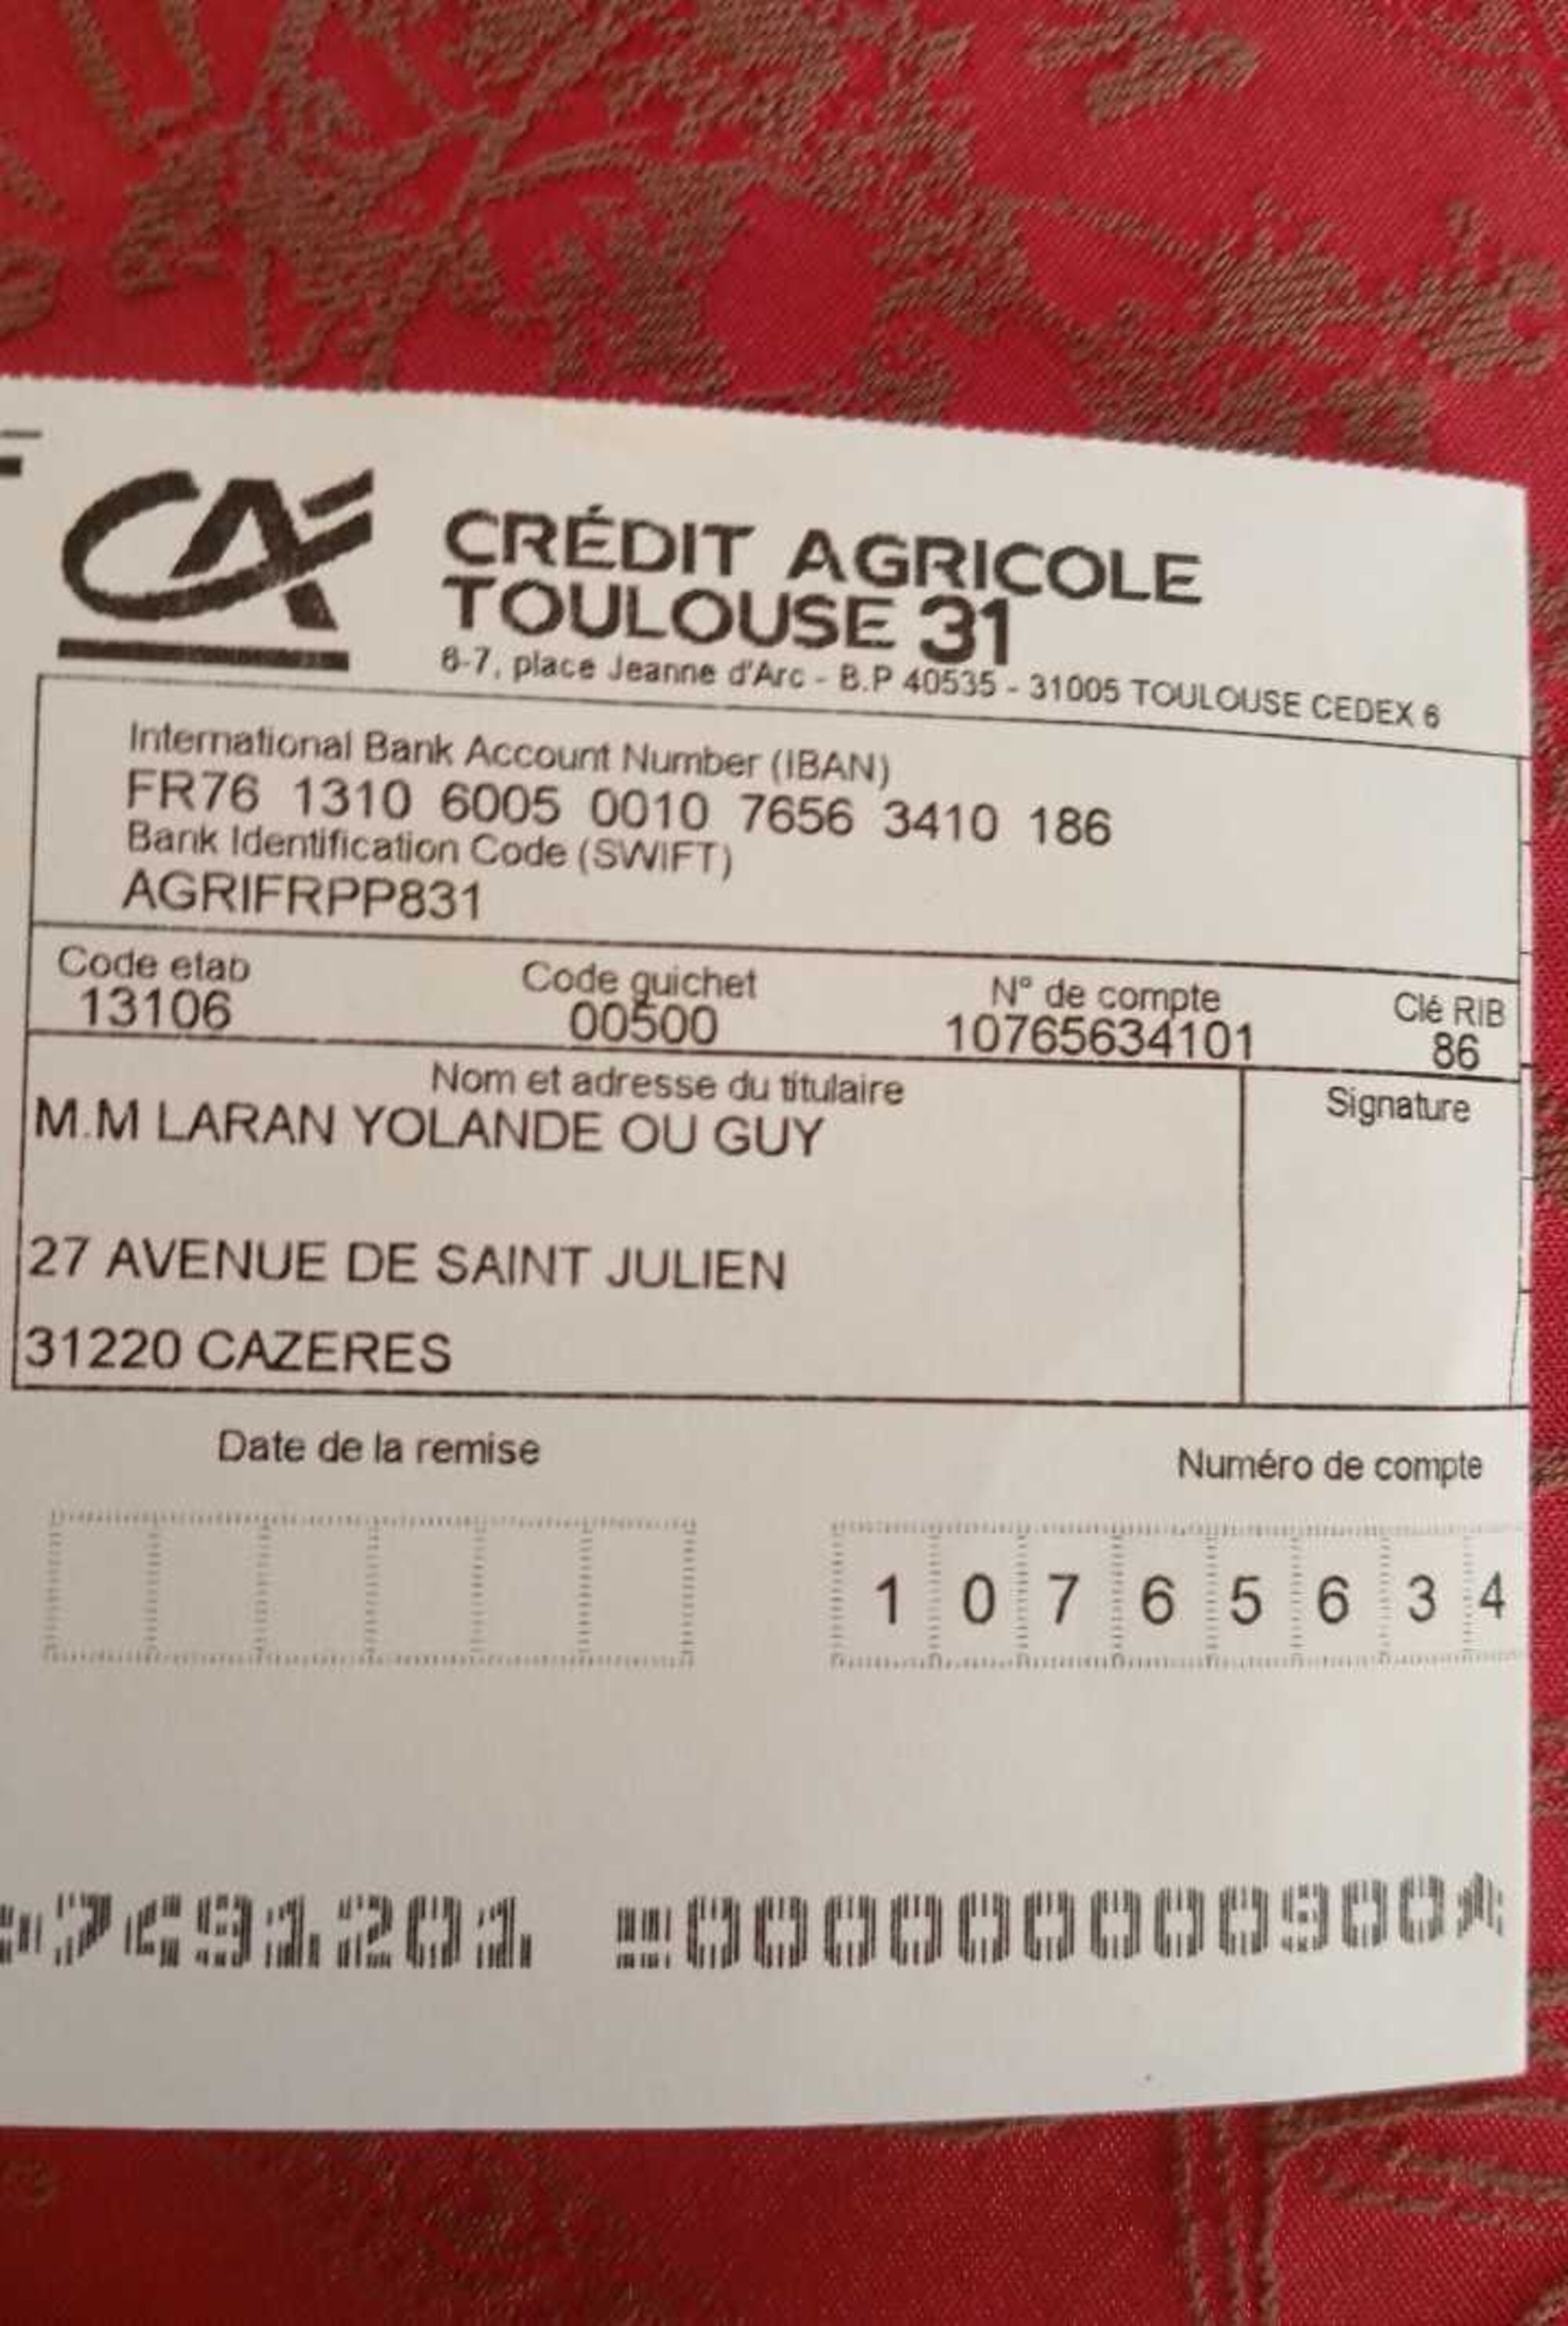 CA
CRÉDIT AGRICOLE
TOULOUSE 31
6-7, place Jeanne d'Arc - B.P 40535 - 31005 TOULOUSE CEDEX 6
International Bank Account Number (IBAN)
FR76 1310 6005 0010 7656 3410 186
Bank Identification Code (SWIFT)
AGRIFRPP831
Code etab Code guichet N° de compte Clé RIB
13106 00500 10765634101 86
Nom et adresse du titulaire Signature
M.M LARAN YOLANDE OU GUY
27 AVENUE DE SAINT JULIEN
31220 CAZERES
Date de la remise Numéro de compte
1 0 7 6 5 6 3 4
7491201 000000000900